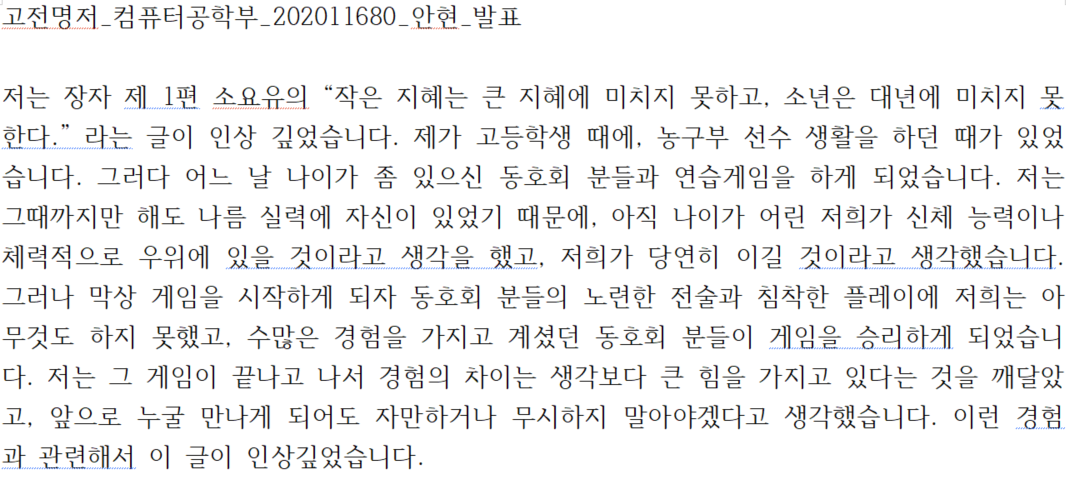 고전명저_컴퓨터공학부_202011680_안현_발표
저는 장자 제 1편 소요유의 “작은 지혜는 큰 지혜에 미치지 못하고, 소년은 대년에 미치지 못
한다.” 라는 글이 인상 깊었습니다. 제가 고등학생 때에, 농구부 선수 생활을 하던 때가 있었
습니다. 그러다 어느 날 나이가 좀 있으신 동호회 분들과 연습게임을 하게 되었습니다. 저는
그때까지만 해도 나름 실력에 자신이 있었기 때문에, 아직 나이가 어린 저희가 신체 능력이나
체력적으로 우위에 있을 것이라고 생각을 했고, 저희가 당연히 이길 것이라고 생각했습니다.
그러나 막상 게임을 시작하게 되자 동호회 분들의 노련한 전술과 침착한 플레이에 저희는 아
무것도 하지 못했고, 수많은 경험을 가지고 계셨던 동호회 분들이 게임을 승리하게 되었습니
다. 저는 그 게임이 끝나고 나서 경험의 차이는 생각보다 큰 힘을 가지고 있다는 것을 깨달았
고, 앞으로 누굴 만나게 되어도 자만하거나 무시하지 말아야겠다고 생각했습니다. 이런 경험
과 관련해서 이 글이 인상깊었습니다.